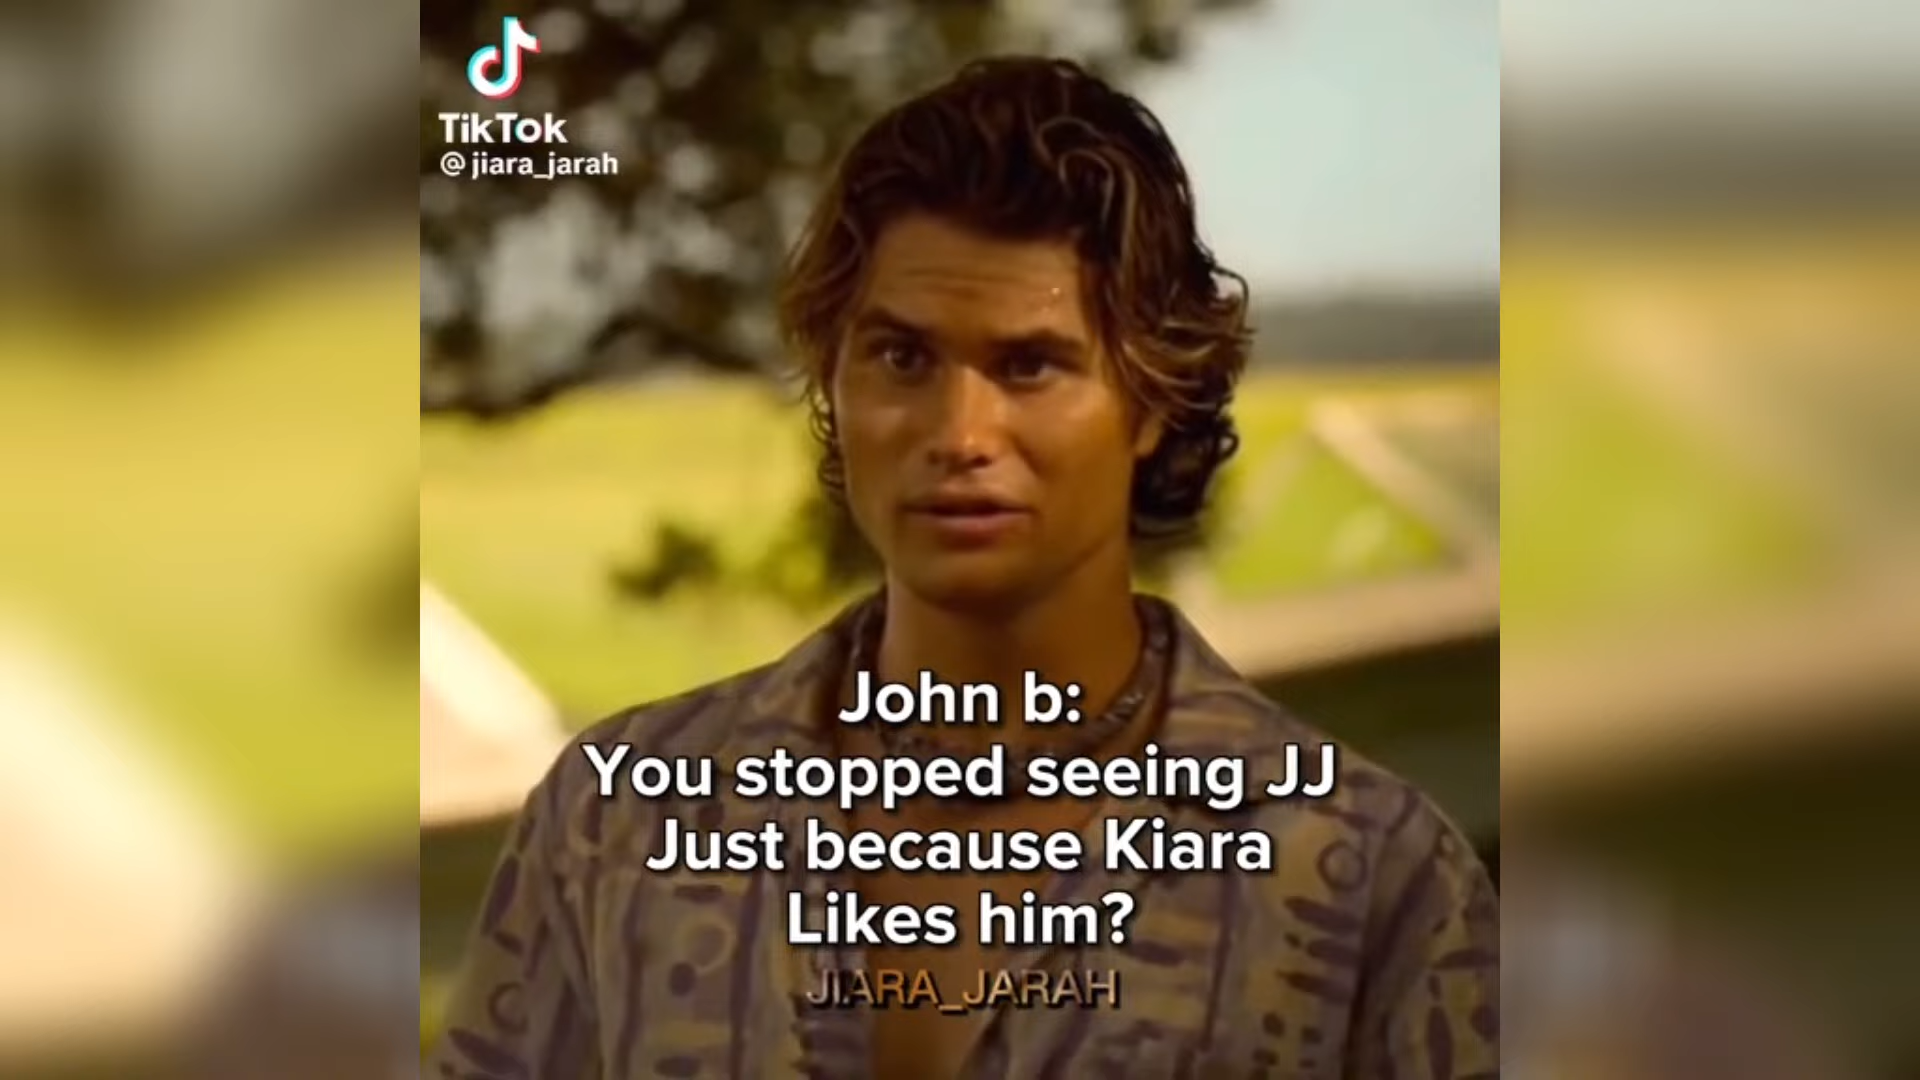 TikTok
@jiara_jarah
John b:
You stopped seeing JJ
Just because Kiara
Likes him?
JIARA_JARAH